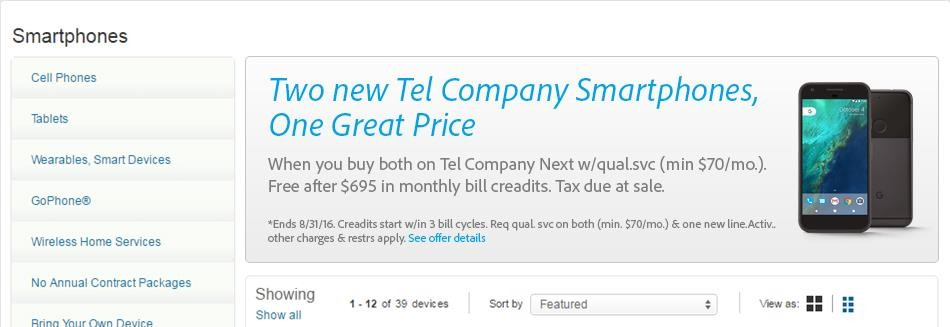 Smartphones
Cell Phones
Tablets
Wearables, Smart Devices
GoPhone®
Wireless Home Services
No Annual Contract Packages
Bring Your Own Device
Two new Tel Company Smartphones,
One Great Price
When you buy both on Tel Company Next w/qual.svc (min $70/mo.).
Free after $695 in monthly bill creadits. Tax due at sale.
*Ends 8/31/16. Creadits start w/in 3 bill cycles. Req qual. svc on both (min. $70/mo.) & one new line.Activ..
other charges & restrs apply. See offer details
Showing
Show all
1 - 12 of 39 devices
Sort by
Featured
View as: